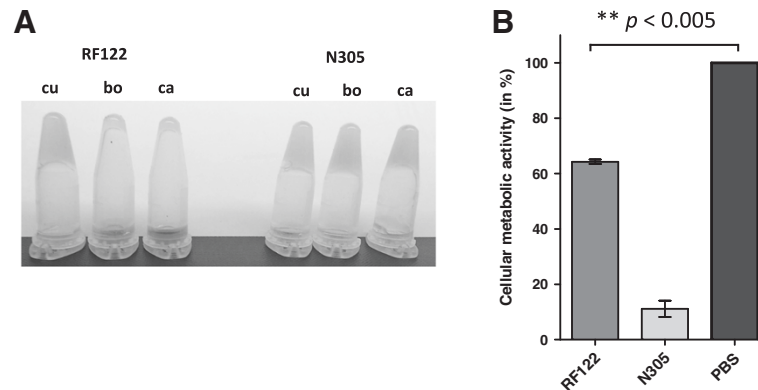 A
RF122
N305
cu bo ca
cu bo ca
B
** p < 0.005
Cellular metabolic activity (in %)
100
80
60
40
20
0
RF122
N305
PBS